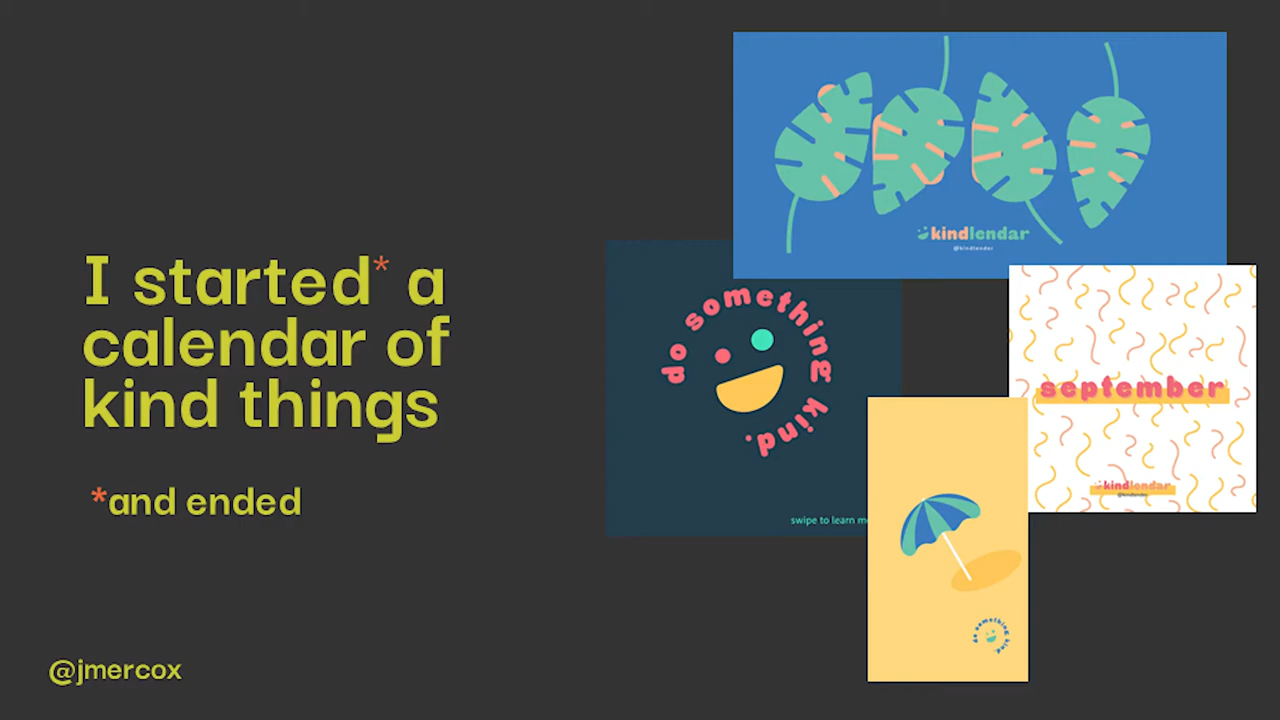 I started* a
calendar of
kind things
*and ended
@jmercox
kindlendar
@kindlendar
do something kind.
swipe to learn m
september
kindlendar
@kindlendar
do something kind.